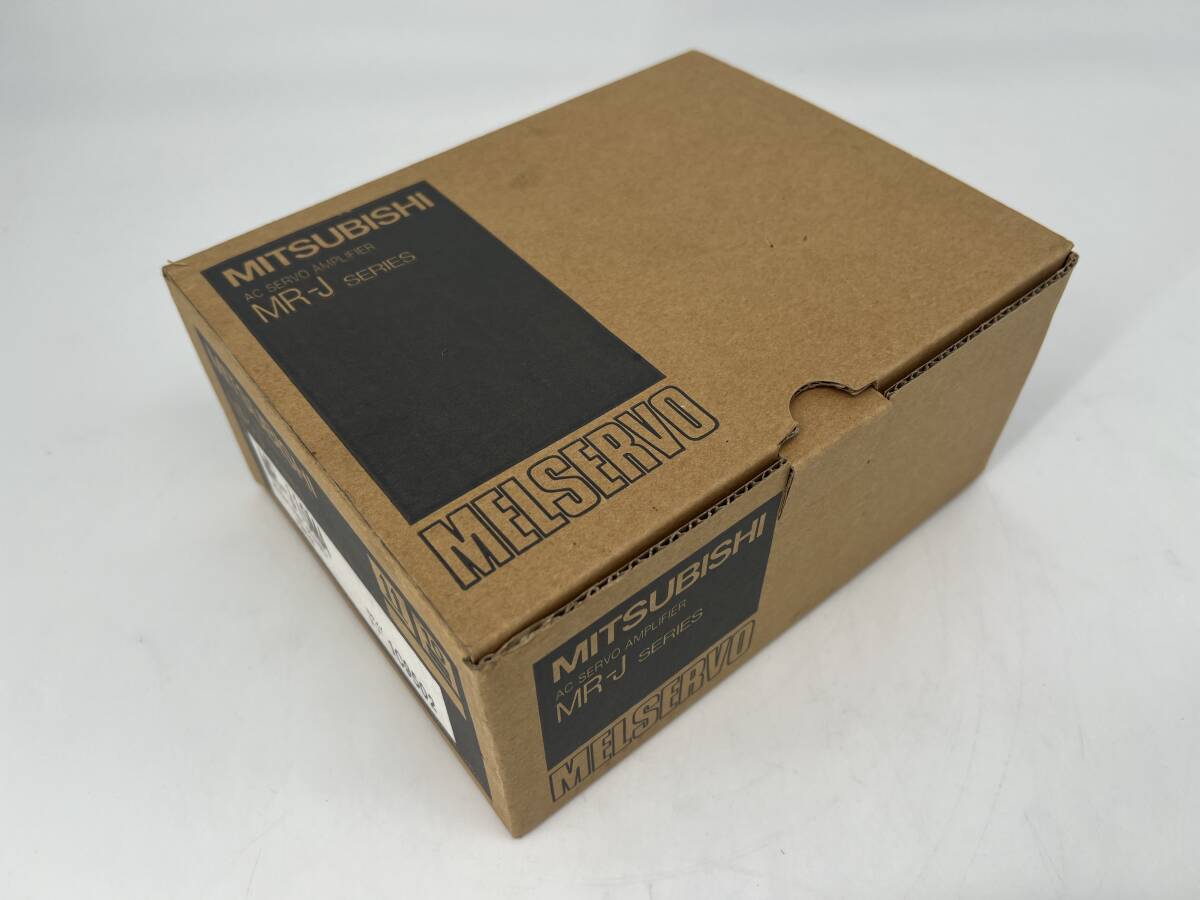 MITSUBISHI
AC SERVO AMPLIFIER
MR-J SERIES
MELSERVO
MITSUBISHI
AC SERVO AMPLIFIER
MR-J SERIES
MELSERVO